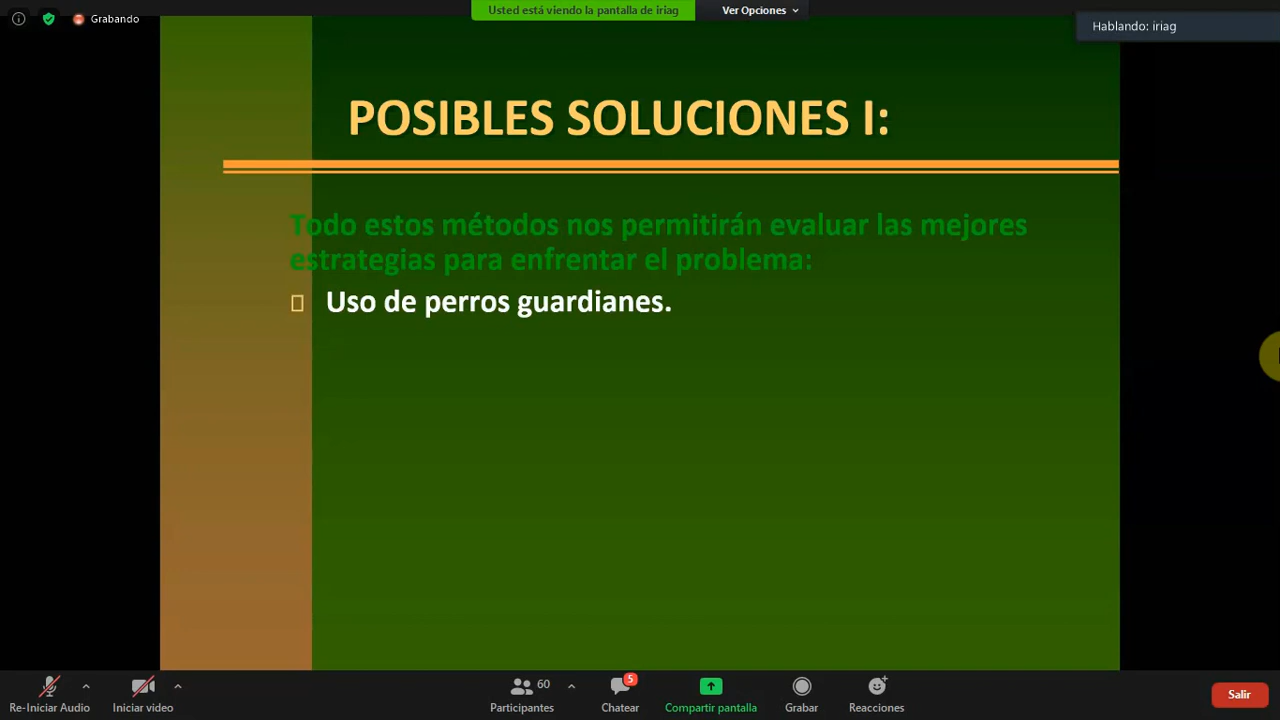 Grabando
Usted está viendo la pantalla de iriag
Ver Opciones
Hablando: iriag
POSIBLES SOLUCIONES I:
Todo estos métodos nos permitirán evaluar las mejores
estrategias para enfrentar el problema:
Uso de perros guardianes.
Re-Iniciar Audio
Iniciar video
60
Participantes
5
Chatear
Compartir pantalla
Grabar
Reacciones
Salir